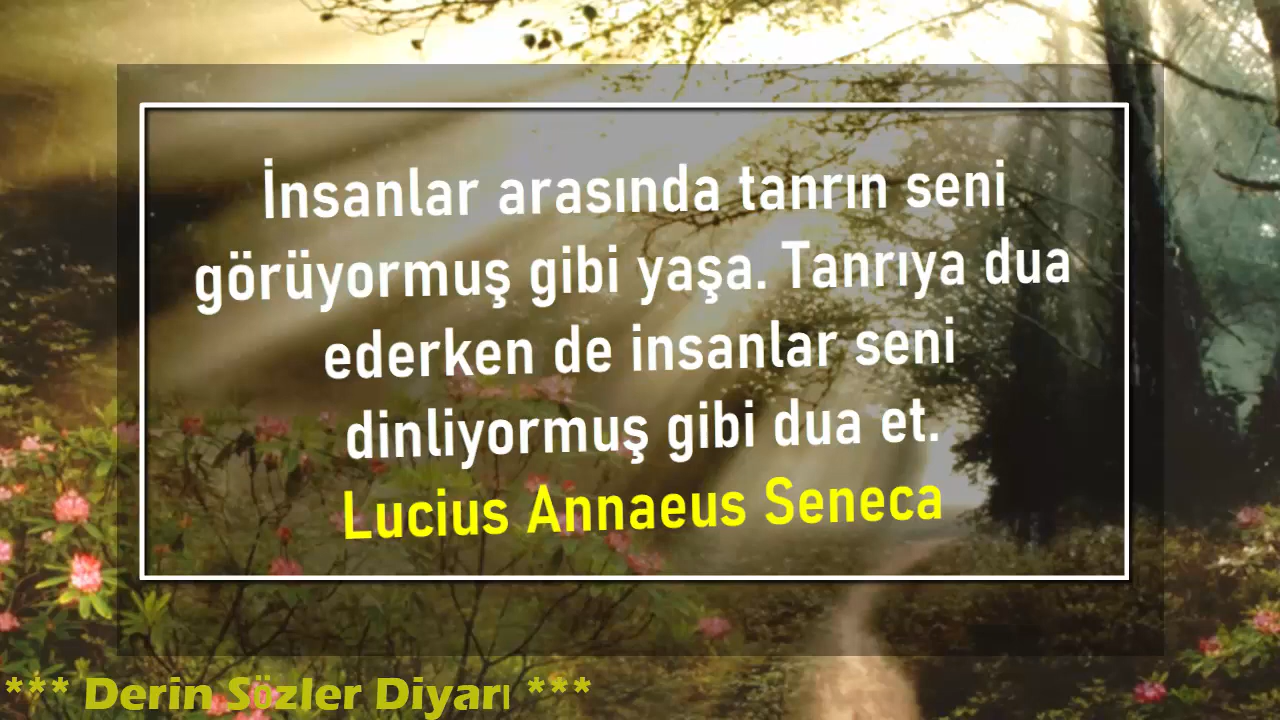 İnsanlar arasında tanrın seni
görüyormuş gibi yaşa. Tanrıya dua
ederken de insanlar seni
dinliyormuş gibi dua et.
Lucius Annaeus Seneca
*** Derin Sözler Diyarı ***